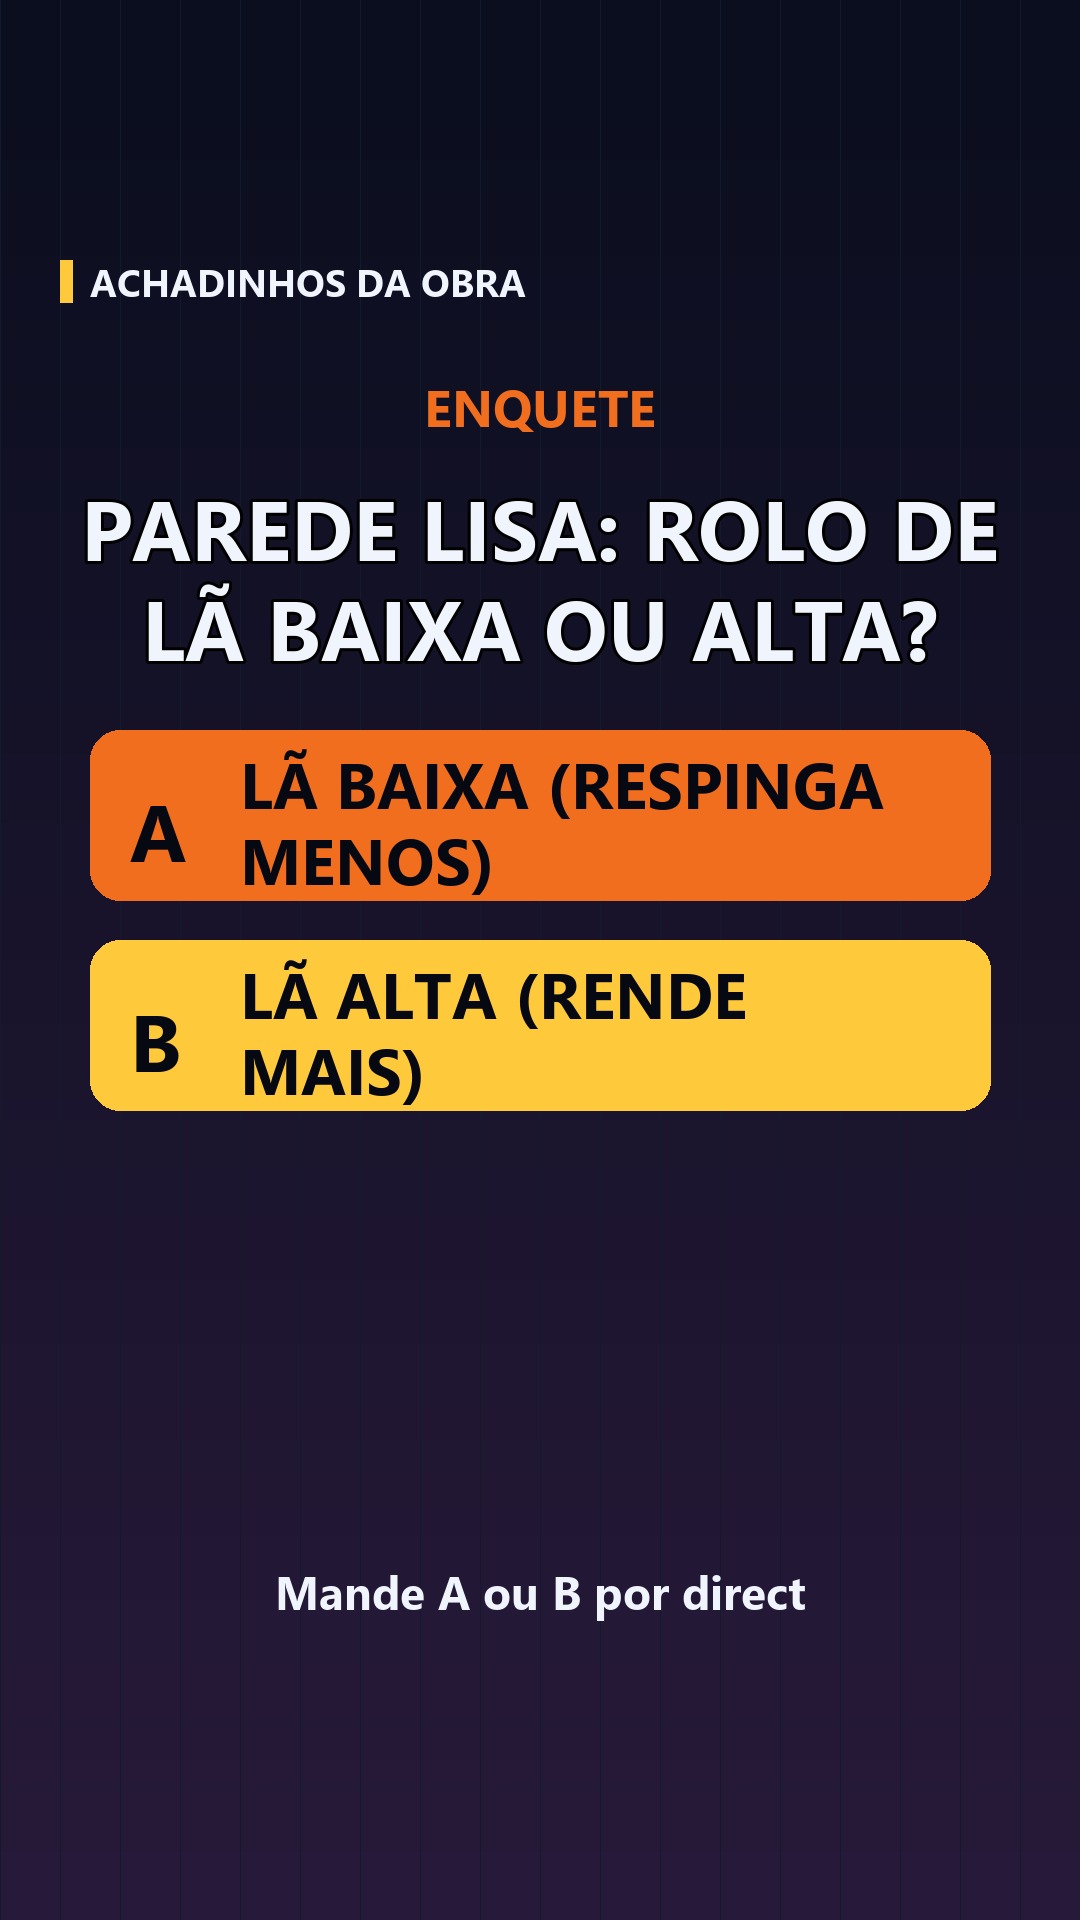 ACHADINHOS DA OBRA
ENQUETE
PAREDE LISA: ROLO DE
LÃ BAIXA OU ALTA?
A
LÃ BAIXA (RESPINGA
MENOS)
B
LÃ ALTA (RENDE
MAIS)
Mande A ou B por direct